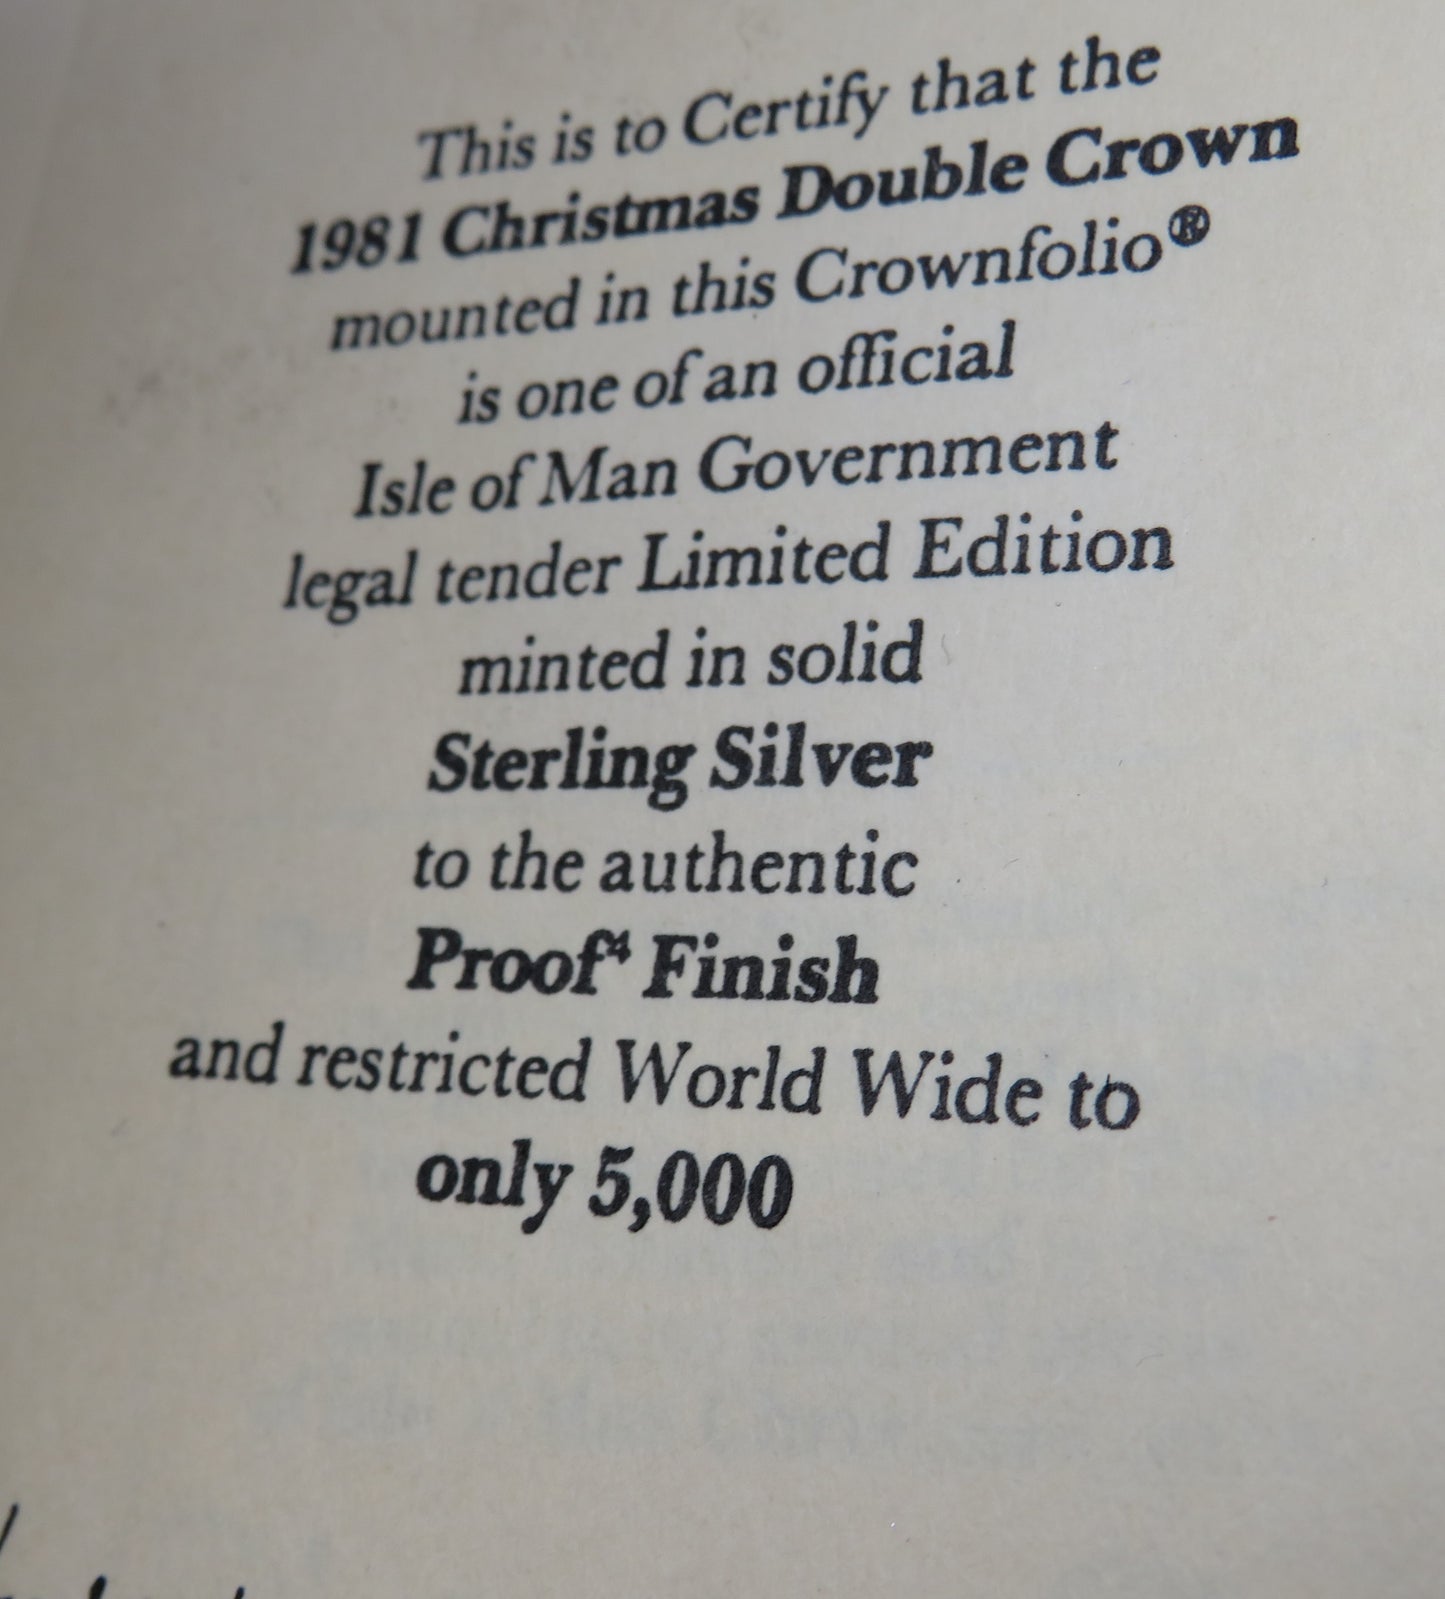 This is to Certify that the
1981 Christmas Double Crown
mounted in this Crownfolio®
is one of an official
Isle of Man Government
legal tender Limited Edition
minted in solid
Sterling Silver
to the authentic
Proof⁴ Finish
and restricted World Wide to
only 5,000